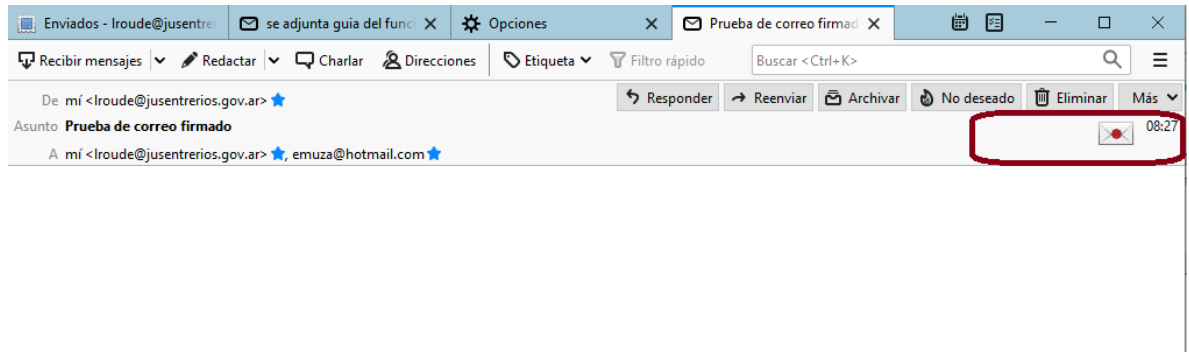 Enviados - lroude@jusentre se adjunta guia del funci Opciones Prueba de correo firmad
Recibir mensajes Redactar Charlar Direcciones Etiqueta Filtro rápido Buscar <Ctrl+K>
De mí <lroude@jusentrerios.gov.ar> Responder Reenviar Archivar No deseado Eliminar Más
Asunto Prueba de correo firmado 08:27
A mí <lroude@jusentrerios.gov.ar>, emuza@hotmail.com